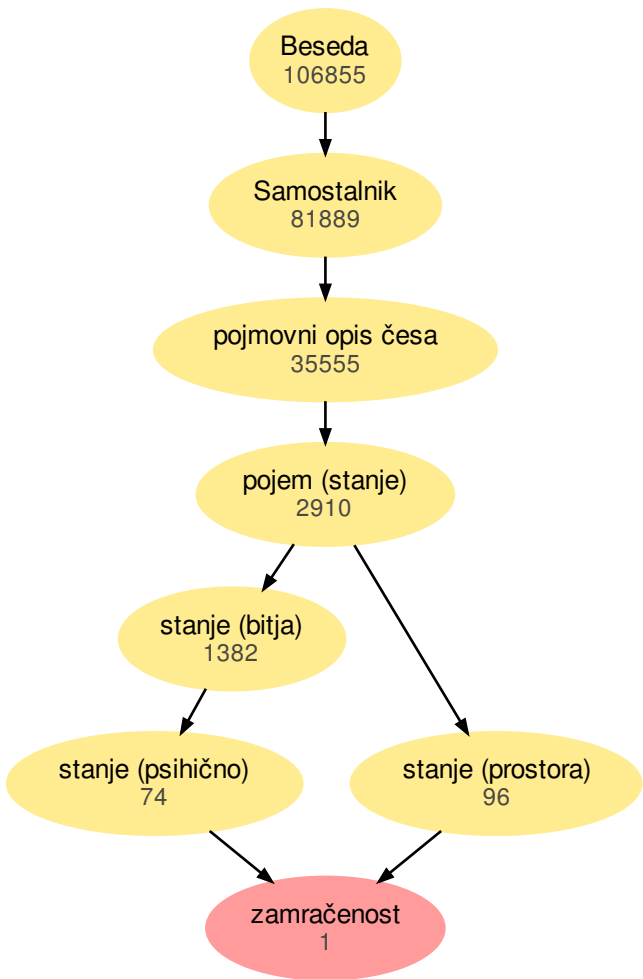 Beseda
106855
Samostalnik
81889
pojmovni opis česa
35555
pojem (stanje)
2910
stanje (bitja)
1382
stanje (psihično)
74
stanje (prostora)
96
zamračenost
1